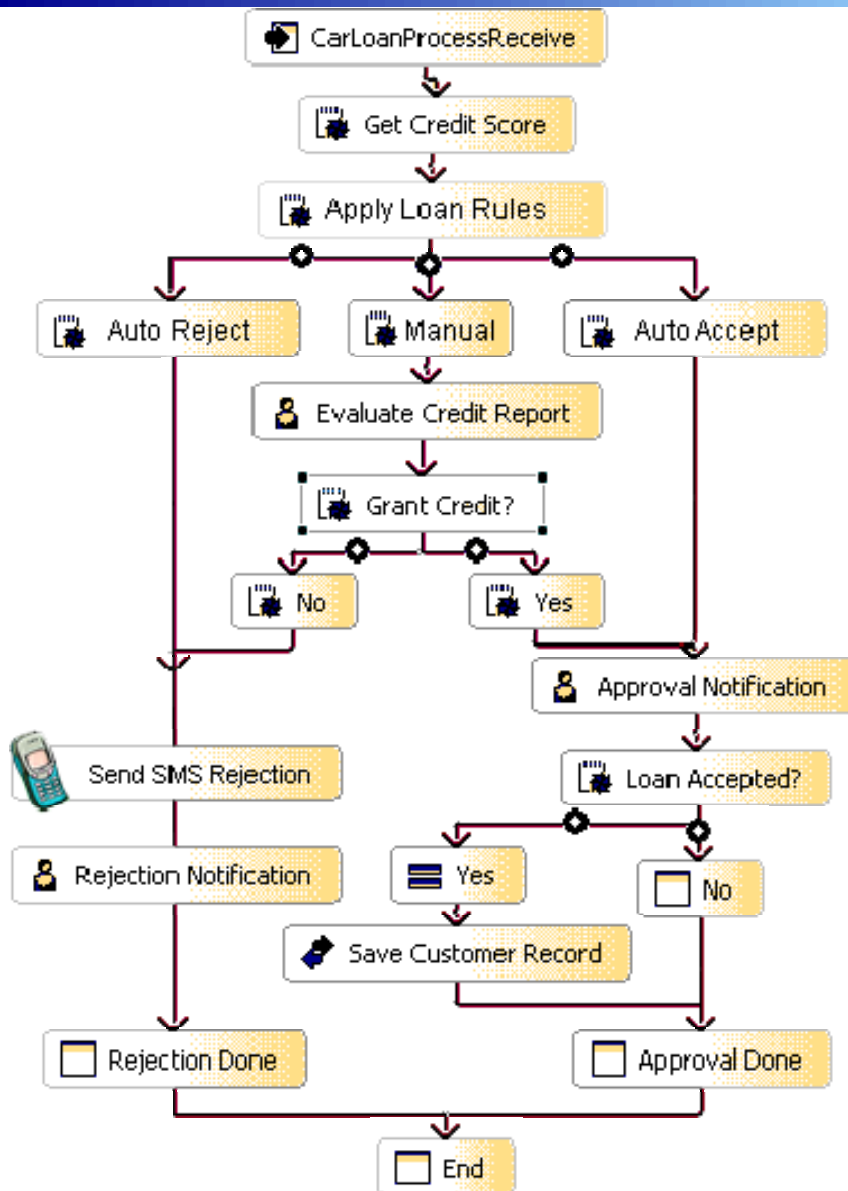 CarLoanProcessReceive
Get Credit Score
Apply Loan Rules
Auto Reject
Manual
Auto Accept
Evaluate Credit Report
Grant Credit?
No
Yes
Approval Notification
Send SMS Rejection
Loan Accepted?
Rejection Notification
Yes
No
Save Customer Record
Rejection Done
Approval Done
End